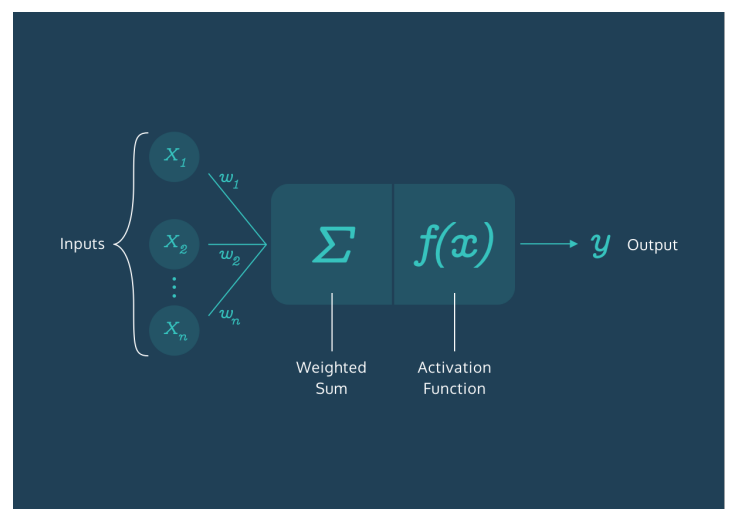 Inputs
X1
X2
Xn
w1
w2
wn
Σ
f(x)
y
Output
Weighted
Sum
Activation
Function